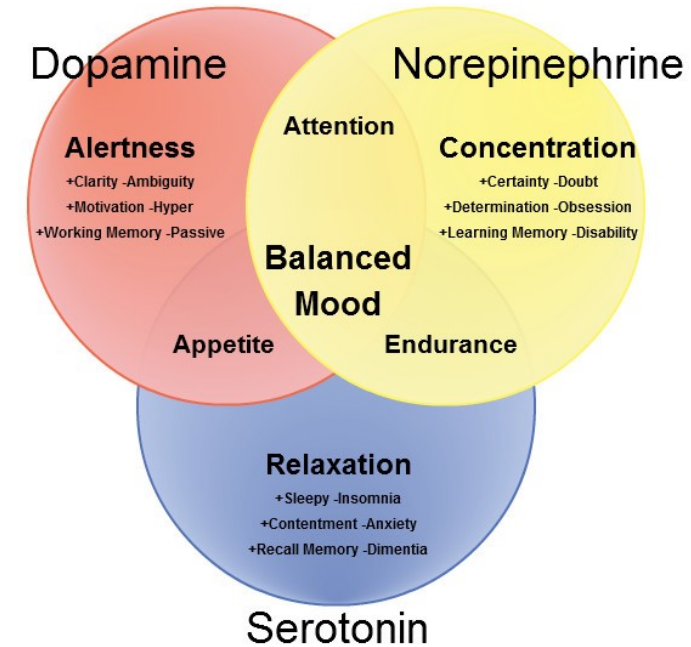 Dopamine
Norepinephrine
Attention
Alertness
+Clarity -Ambiguity
+Motivation -Hyper
+Working Memory -Passive
Concentration
+Certainty -Doubt
+Determination -Obsession
+Learning Memory -Disability
Balanced
Mood
Appetite
Endurance
Relaxation
+Sleepy -Insomnia
+Contentment -Anxiety
+Recall Memory -Dimentia
Serotonin